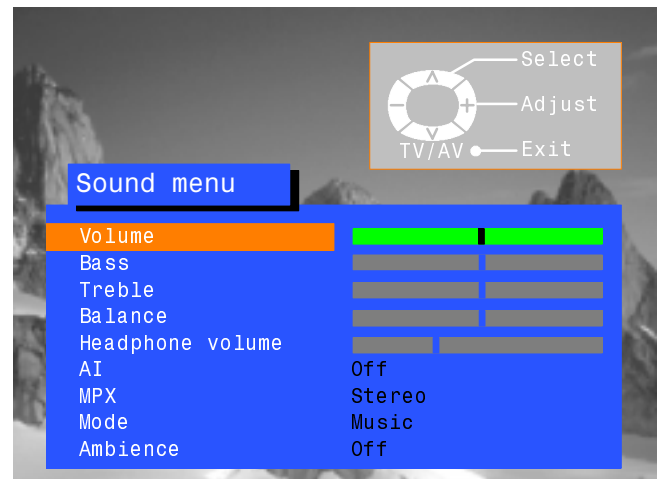 Select
Adjust
TV/AV Exit
Sound menu
Volume
Bass
Treble
Balance
Headphone volume
AI Off
MPX Stereo
Mode Music
Ambience Off